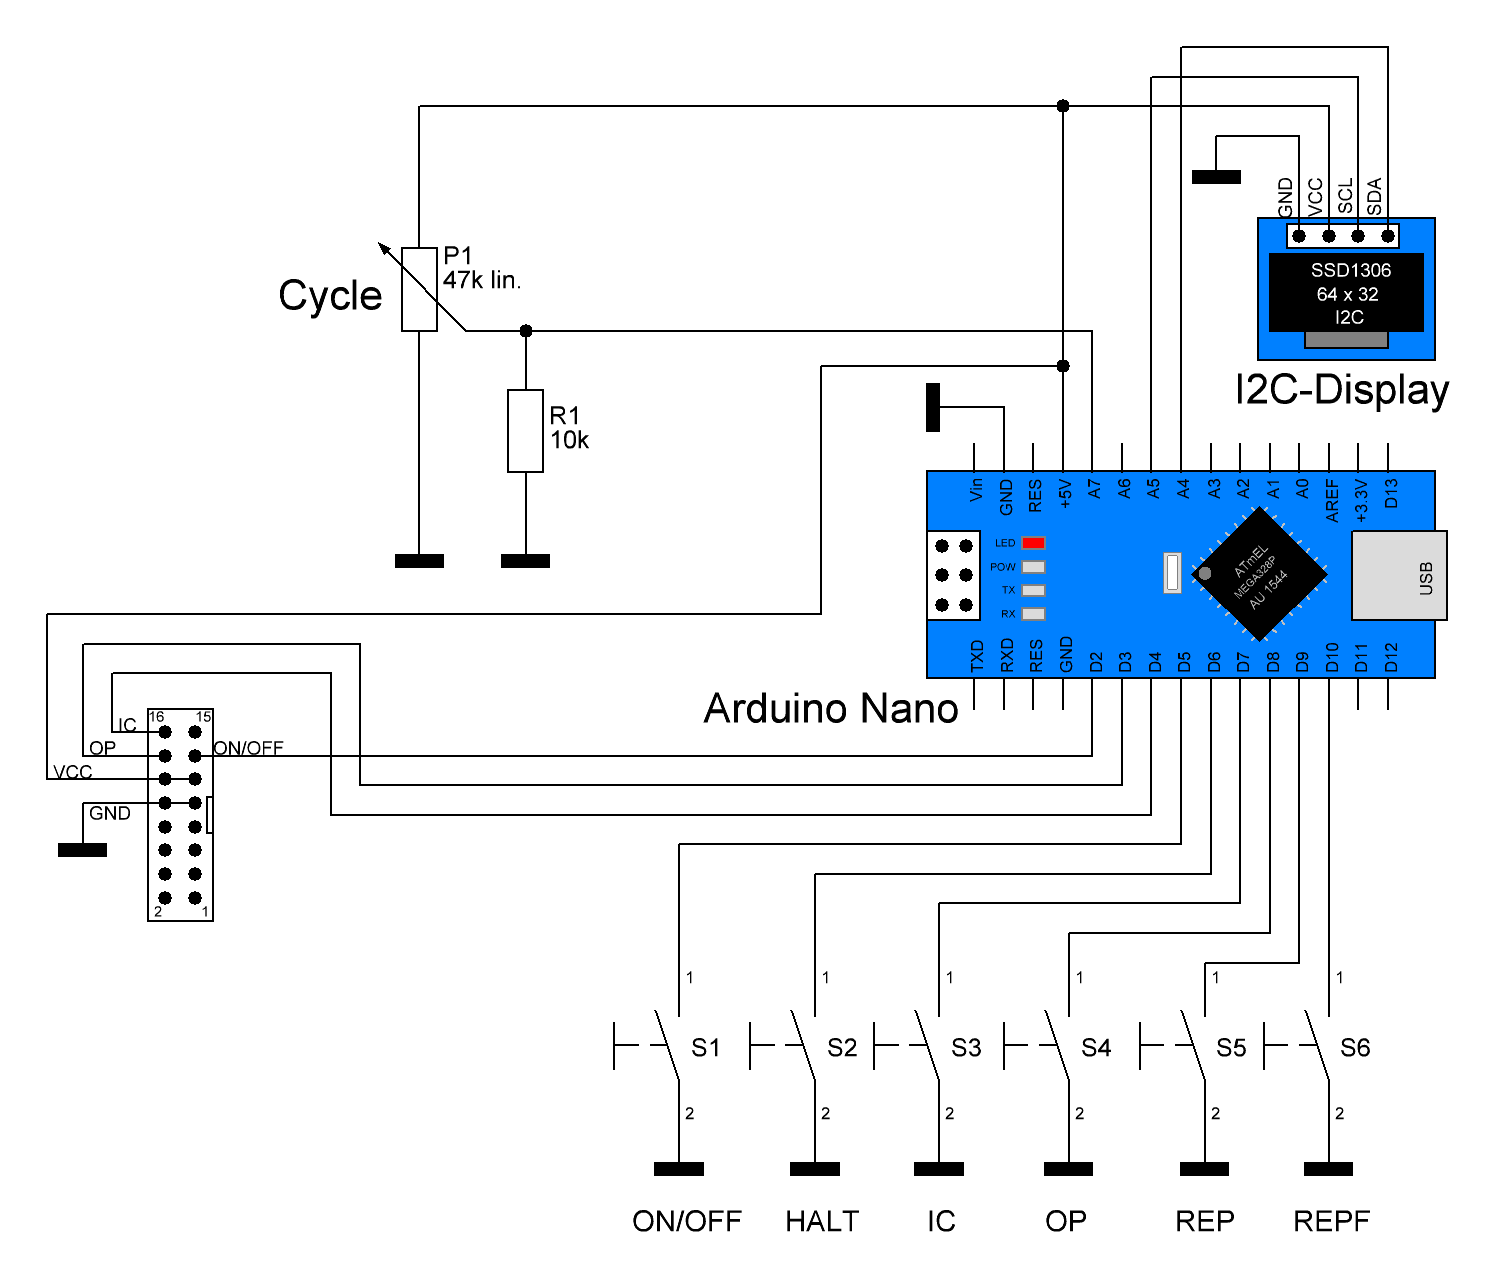 GND
VCC
SCL
SDA
SSD1306
64 x 32
I2C
I2C-Display
P1
47k lin.
Cycle
R1
10k
Vin
GND
RES
+5V
A7
A6
A5
A4
A3
A2
A1
A0
AREF
+3.3V
D13
LED
POW
TX
RX
ATmEL
MEGA328P
AU 1544
USB
TXD
RXD
RES
GND
D2
D3
D4
D5
D6
D7
D8
D9
D10
D11
D12
Arduino Nano
16
15
IC
OP
ON/OFF
VCC
GND
2
1
1
1
1
1
1
1
S1
S2
S3
S4
S5
S6
2
2
2
2
2
2
ON/OFF
HALT
IC
OP
REP
REPF